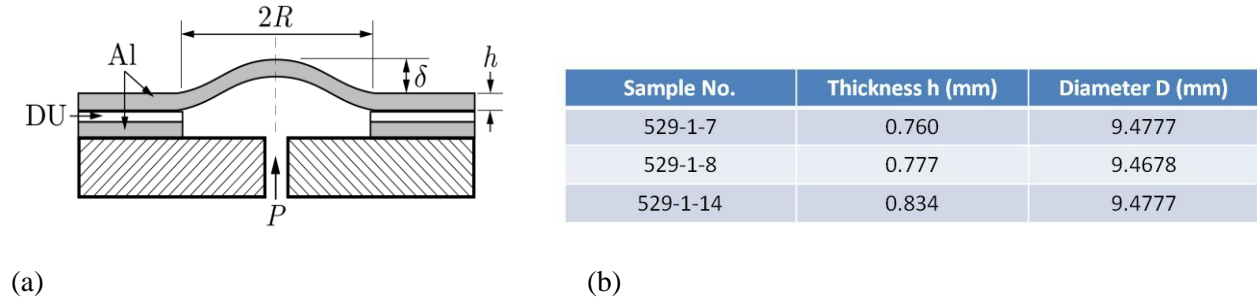 2R
Al
h
δ
DU
P
Sample No. Thickness h (mm) Diameter D (mm)
529-1-7 0.760 9.4777
529-1-8 0.777 9.4678
529-1-14 0.834 9.4777
(a) (b)